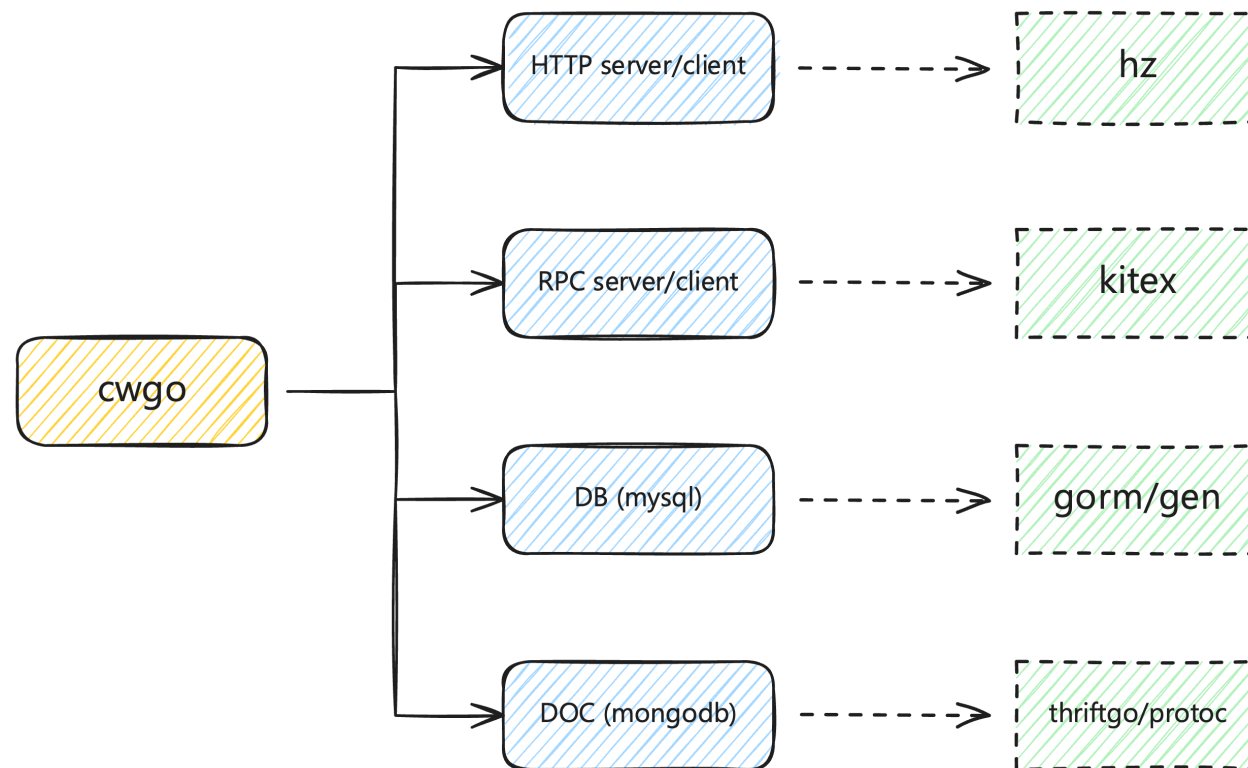 HTTP server/client
hz
RPC server/client
kitex
cwgo
DB (mysql)
gorm/gen
DOC (mongodb)
thriftgo/protoc